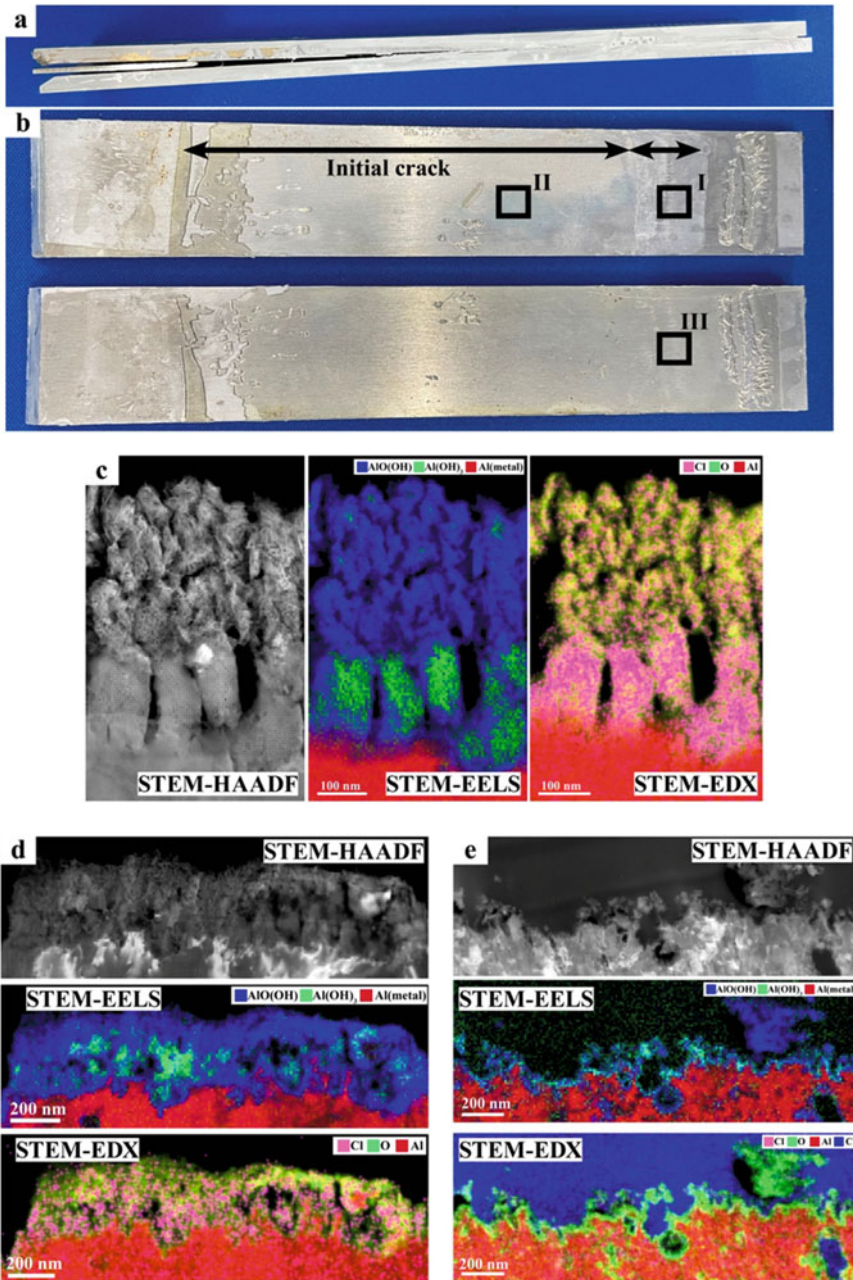 a
b
Initial crack
II
I
III
c
AlO(OH) Al(OH)₃ Al(metal)
Cl O Al
STEM-HAADF
100 nm
STEM-EELS
100 nm
STEM-EDX
d
STEM-HAADF
STEM-EELS
AlO(OH) Al(OH)₃ Al(metal)
200 nm
STEM-EDX
Cl O Al
200 nm
e
STEM-HAADF
STEM-EELS
AlO(OH) Al(OH)₃ Al(metal)
200 nm
STEM-EDX
Cl O Al C
200 nm